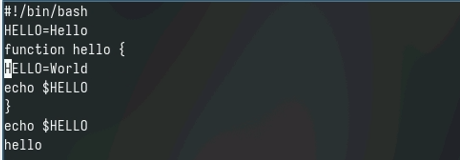 #!/bin/bash
HELLO=Hello
function hello {
HELLO=World
echo $HELLO
}
echo $HELLO
hello